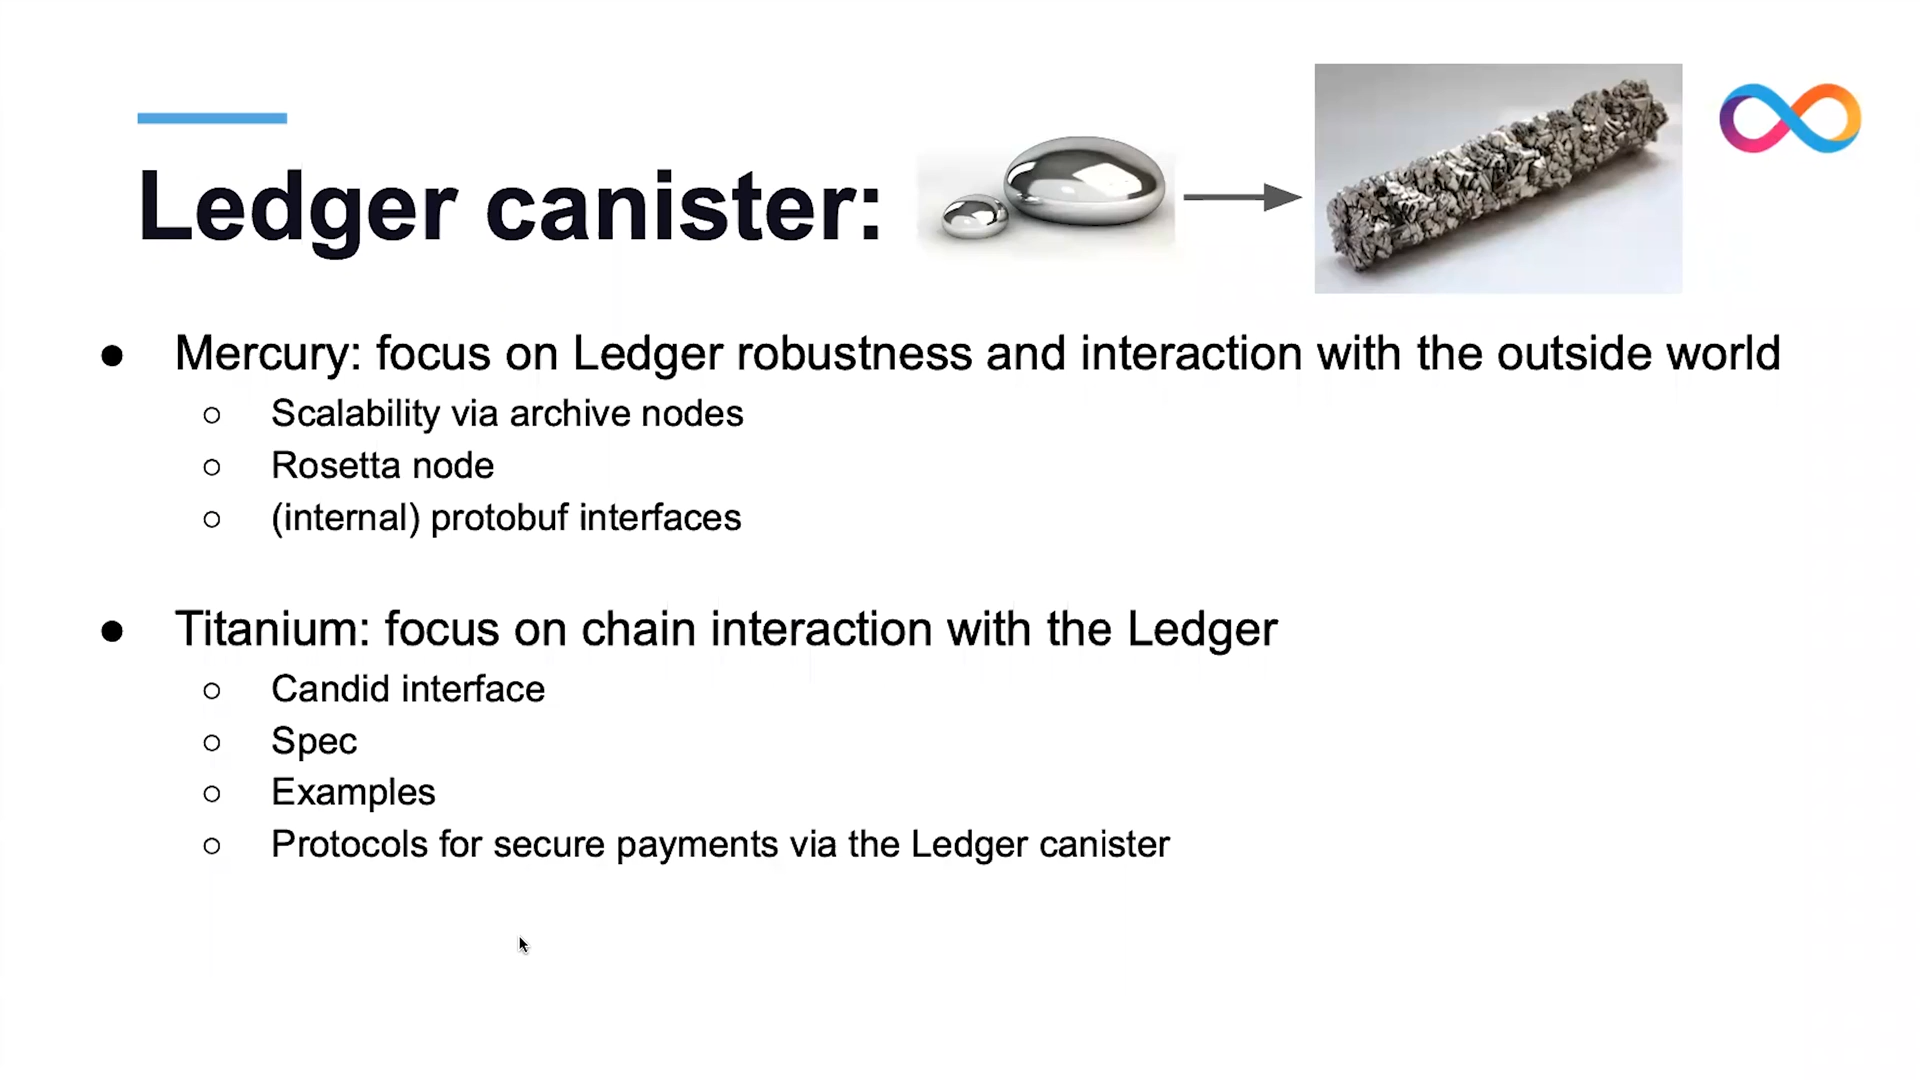 Ledger canister:
Mercury: focus on Ledger robustness and interaction with the outside world
Scalability via archive nodes
Rosetta node
(internal) protobuf interfaces
Titanium: focus on chain interaction with the Ledger
Candid interface
Spec
Examples
Protocols for secure payments via the Ledger canister